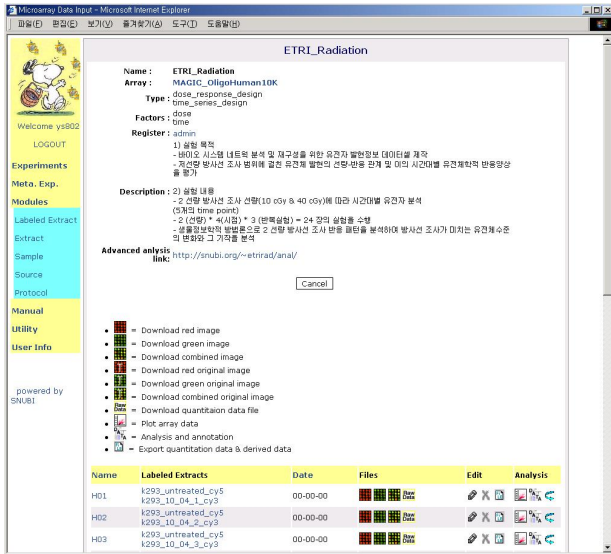 Microarray Data Input - Microsoft Internet Explorer
파일(F) 편집(E) 보기(V) 즐겨찾기(A) 도구(T) 도움말(H)
Welcome ys802
LOGOUT
Experiments
Meta. Exp.
Modules
Labeled Extract
Extract
Sample
Source
Protocol
Manual
Utility
User Info
powered by
SNUBI
ETRI_Radiation
Name : ETRI_Radiation
Array : MAGIC_OligoHuman10K
Type : dose_response_design
time_series_design
Factors : dose
time
Register : admin
Description :
1) 실험 목적
- 바이오 시스템 네트웍 분석 및 재구성을 위한 유전자 발현정보 데이터셀 제작
- 저선량 방사선 조사 범위에 걸친 유전체 발현의 선량-반응 관계 및 미의 시간대별 유전체학적 반응양상
을 평가
2) 실험 내용
- 2 선량 방사선 조사 선량(10 cGy & 40 cGy)에 따라 시간대별 유전자 분석
(5개의 time point)
- 2 (선량) * 4(시점) * 3 (반복실험) = 24 장의 실험을 수행
- 생물정보학적 방법론으로 2 선량 방사선 조사 반응 패턴을 분석하여 방사선 조사가 미치는 유전체수준
의 변화와 그 기작을 분석
Advanced anlysis
link: http://snubi.org/~etrirad/anal/
Cancel
= Download red image
= Download green image
= Download combined image
= Download red original image
= Download green original image
= Download combined original image
Raw Data = Download quantitaion data file
= Plot array data
= Analysis and annotation
= Export quantitation data & derived data
Name Labeled Extracts Date Files Edit Analysis
H01 k293_untreated_cy5
k293_10_04_1_cy3 00-00-00 Raw Data
H02 k293_untreated_cy5
k293_10_04_2_cy3 00-00-00 Raw Data
H03 k293_untreated_cy5
k293_10_04_3_cy3 00-00-00 Raw Data